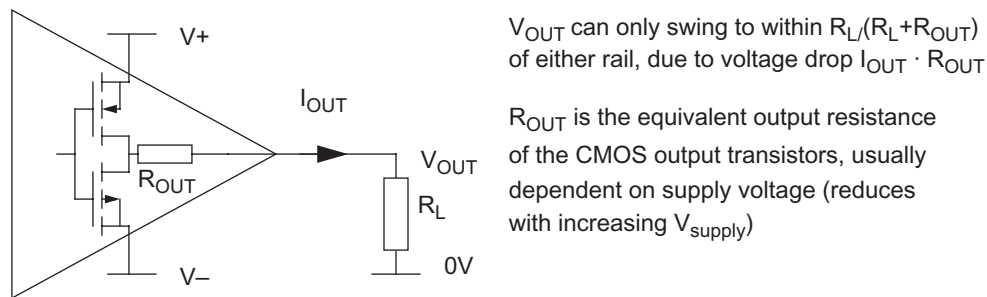 V+
I_OUT
R_OUT
V_OUT
R_L
V–
0V
V_OUT can only swing to within R_L/(R_L+R_OUT)
of either rail, due to voltage drop I_OUT · R_OUT
R_OUT is the equivalent output resistance
of the CMOS output transistors, usually
dependent on supply voltage (reduces
with increasing V_supply)